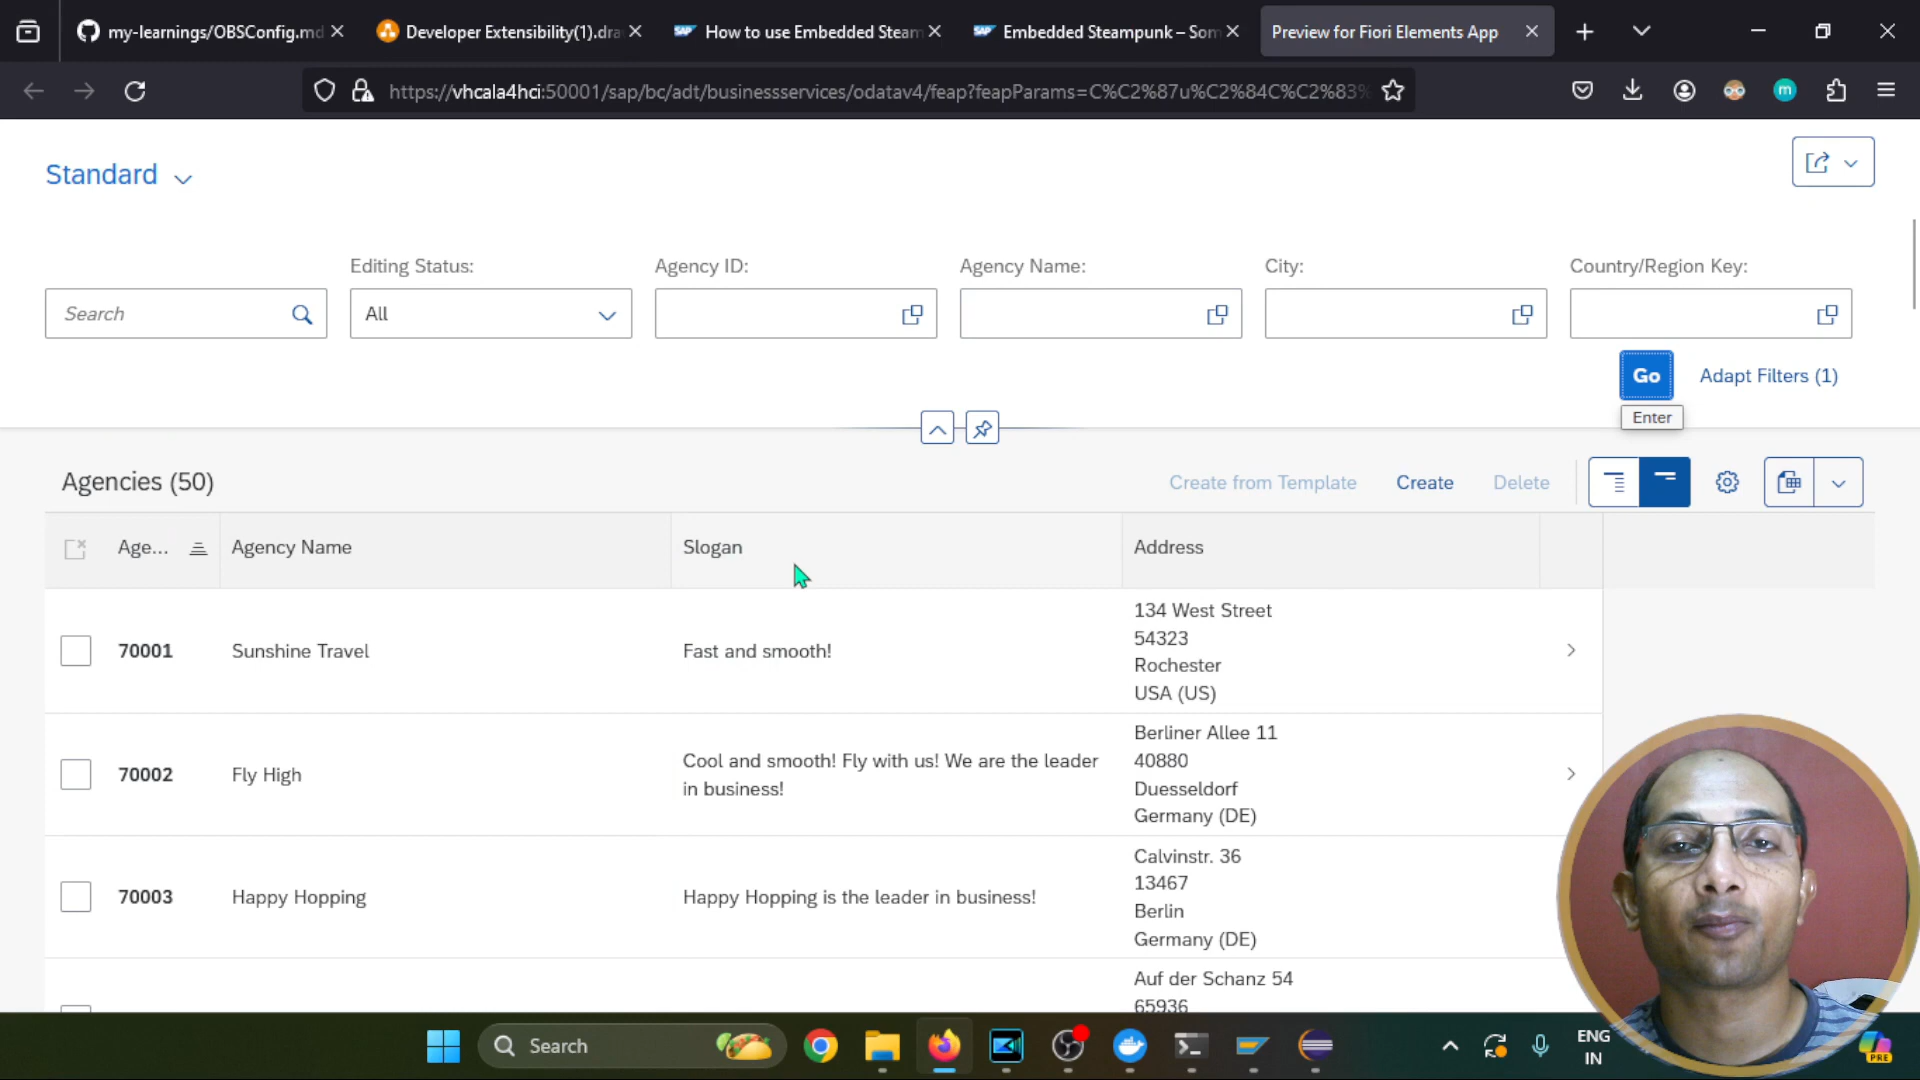 my-learnings/OBSConfig.md
Developer Extensibility(1).dra
SAP How to use Embedded Steam
SAP Embedded Steampunk – Som
Preview for Fiori Elements App
https://vhcala4hci:50001/sap/bc/adt/businessservices/odatav4/feap?feapParams=C%C2%87u%C2%84C%C2%83%
m
Standard
Editing Status:
Agency ID:
Agency Name:
City:
Country/Region Key:
Search
All
Go
Adapt Filters (1)
Enter
Agencies (50)
Create from Template
Create
Delete
Age...
Agency Name
Slogan
Address
70001
Sunshine Travel
Fast and smooth!
134 West Street
54323
Rochester
USA (US)
70002
Fly High
Cool and smooth! Fly with us! We are the leader
in business!
Berliner Allee 11
40880
Duesseldorf
Germany (DE)
70003
Happy Hopping
Happy Hopping is the leader in business!
Calvinstr. 36
13467
Berlin
Germany (DE)
Auf der Schanz 54
65936
Search
ENG
IN
PRE